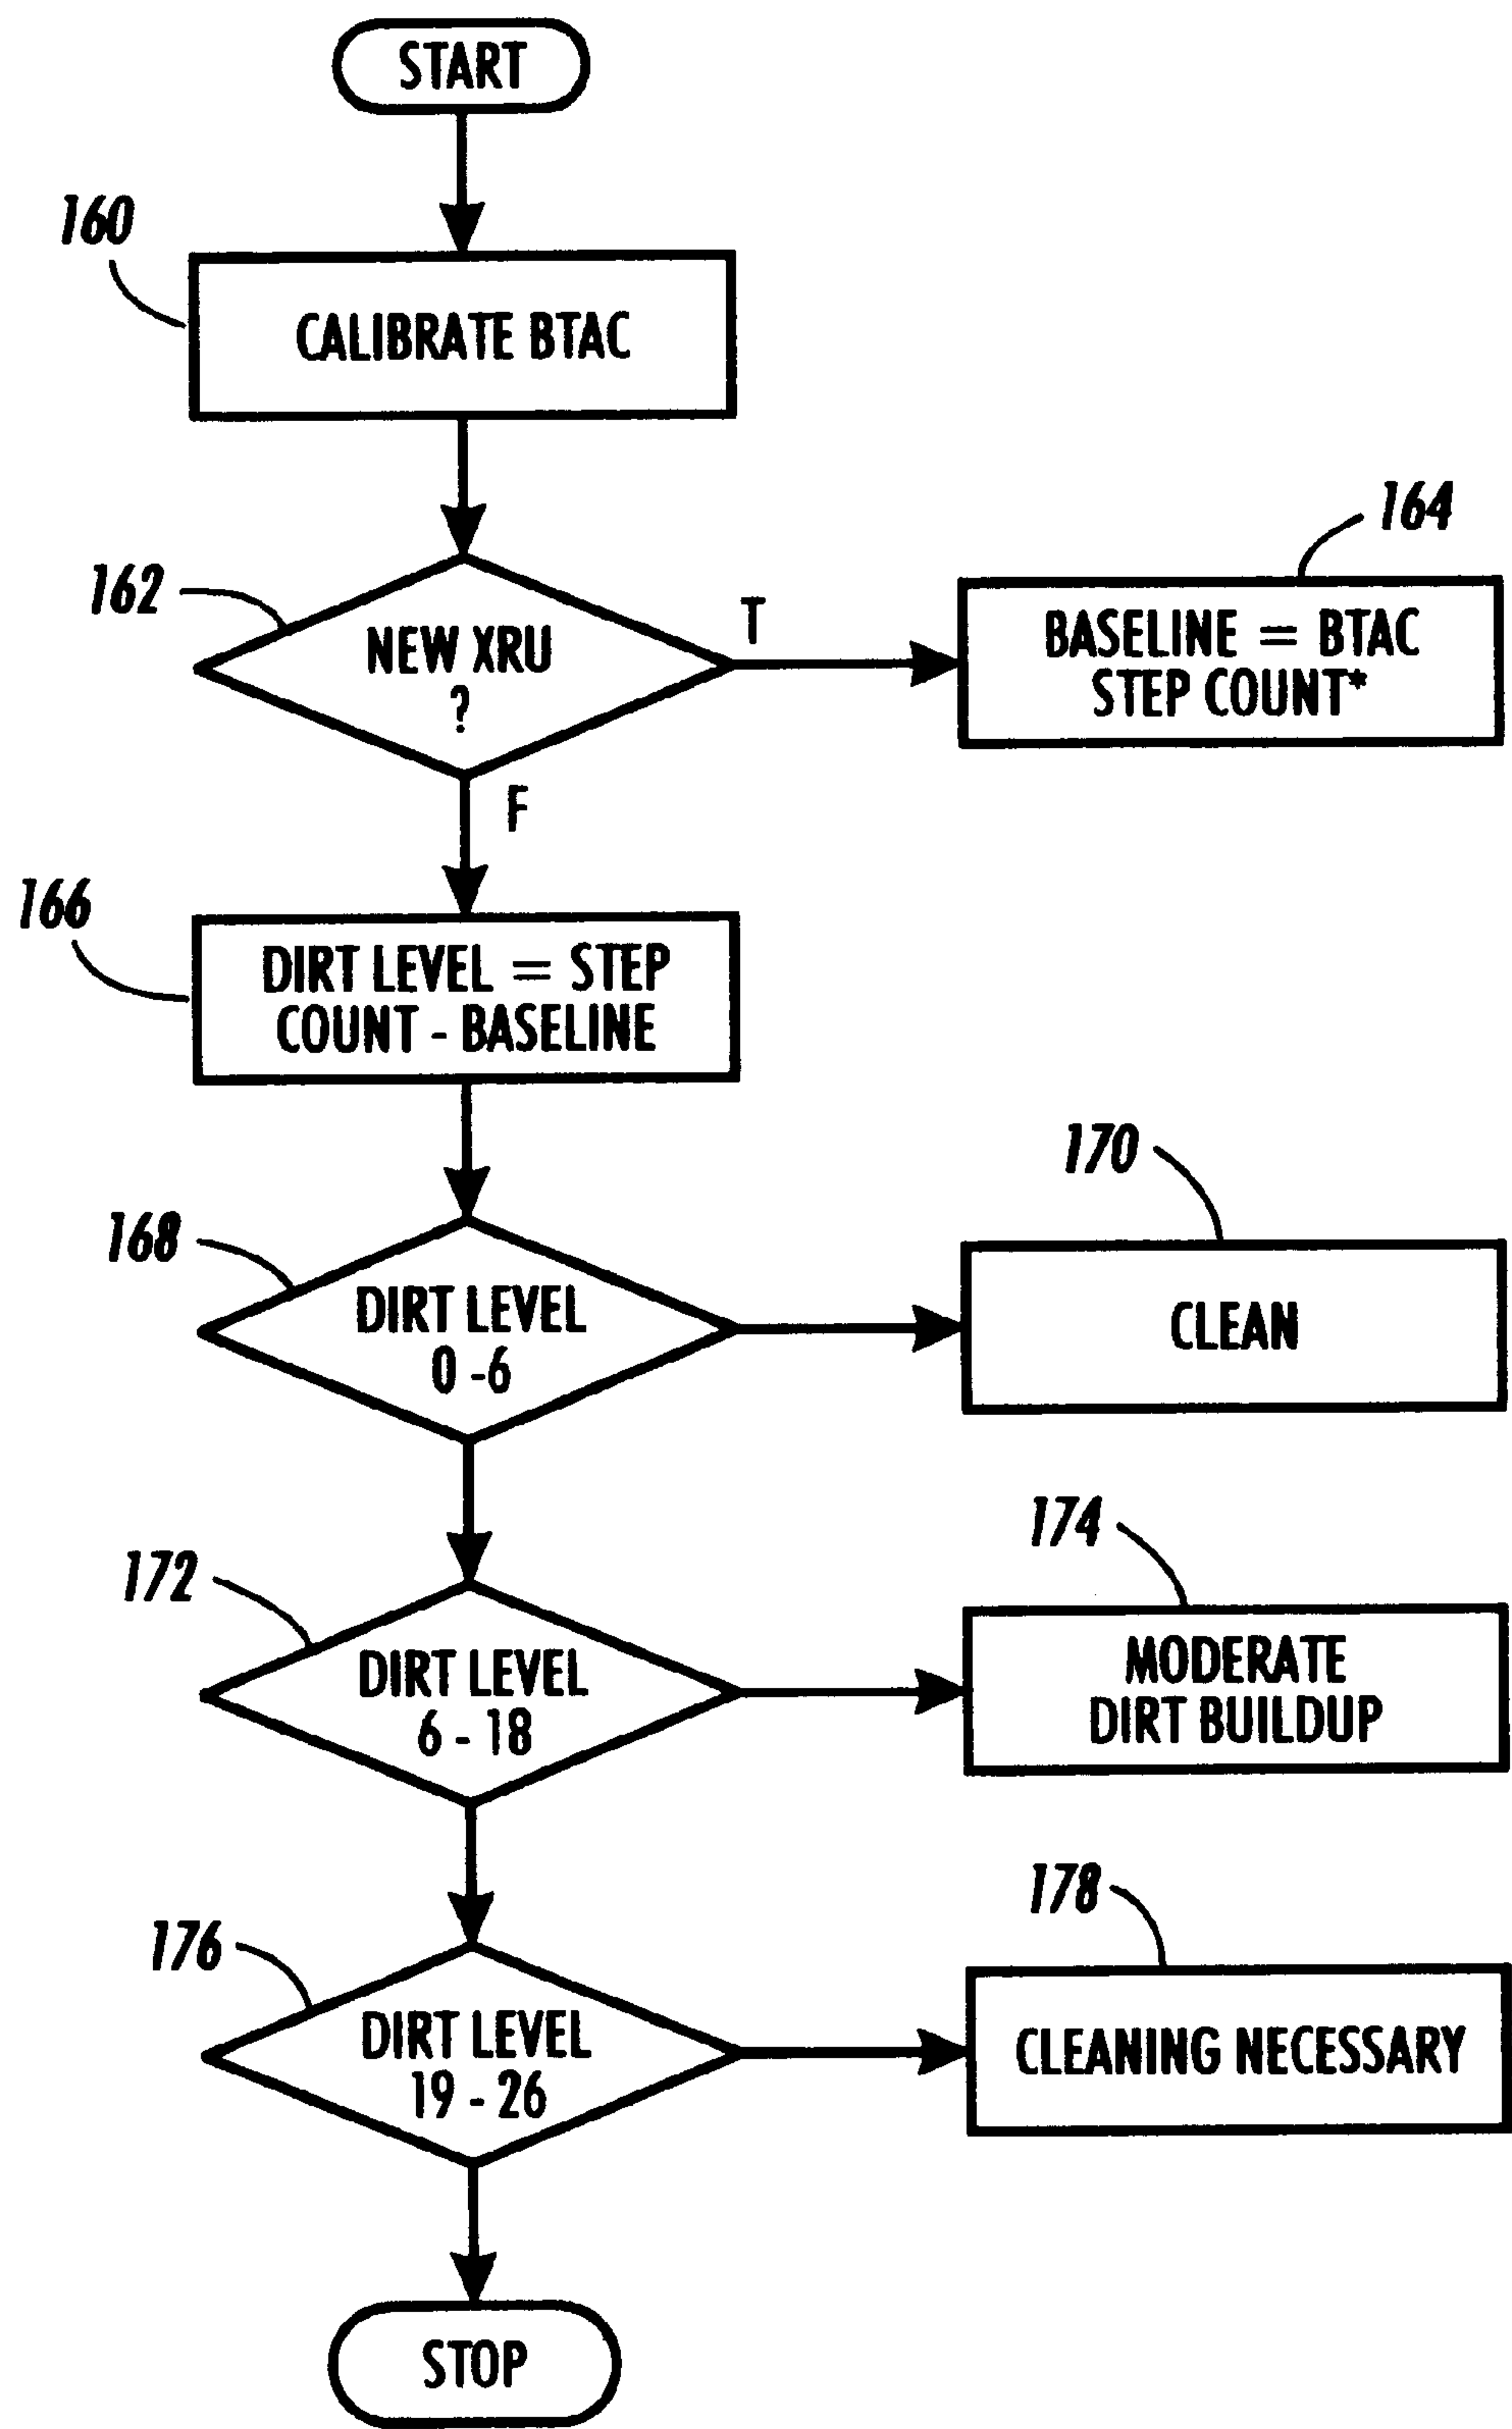 START
160
CALIBRATE BTAC
162
NEW XRU
?
T
164
BASELINE = BTAC
STEP COUNT*
F
166
DIRT LEVEL = STEP
COUNT - BASELINE
168
DIRT LEVEL
0 -6
170
CLEAN
172
DIRT LEVEL
6 - 18
174
MODERATE
DIRT BUILDUP
176
DIRT LEVEL
19 - 26
178
CLEANING NECESSARY
STOP